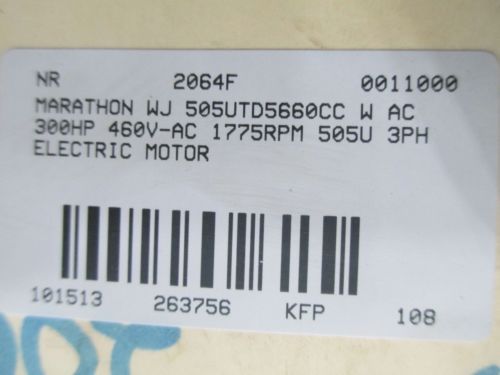 NR 2064F 0011000
MARATHON WJ 505UTD5660CC W AC
300HP 460V-AC 1775RPM 505U 3PH
ELECTRIC MOTOR
101513 263756 KFP 108